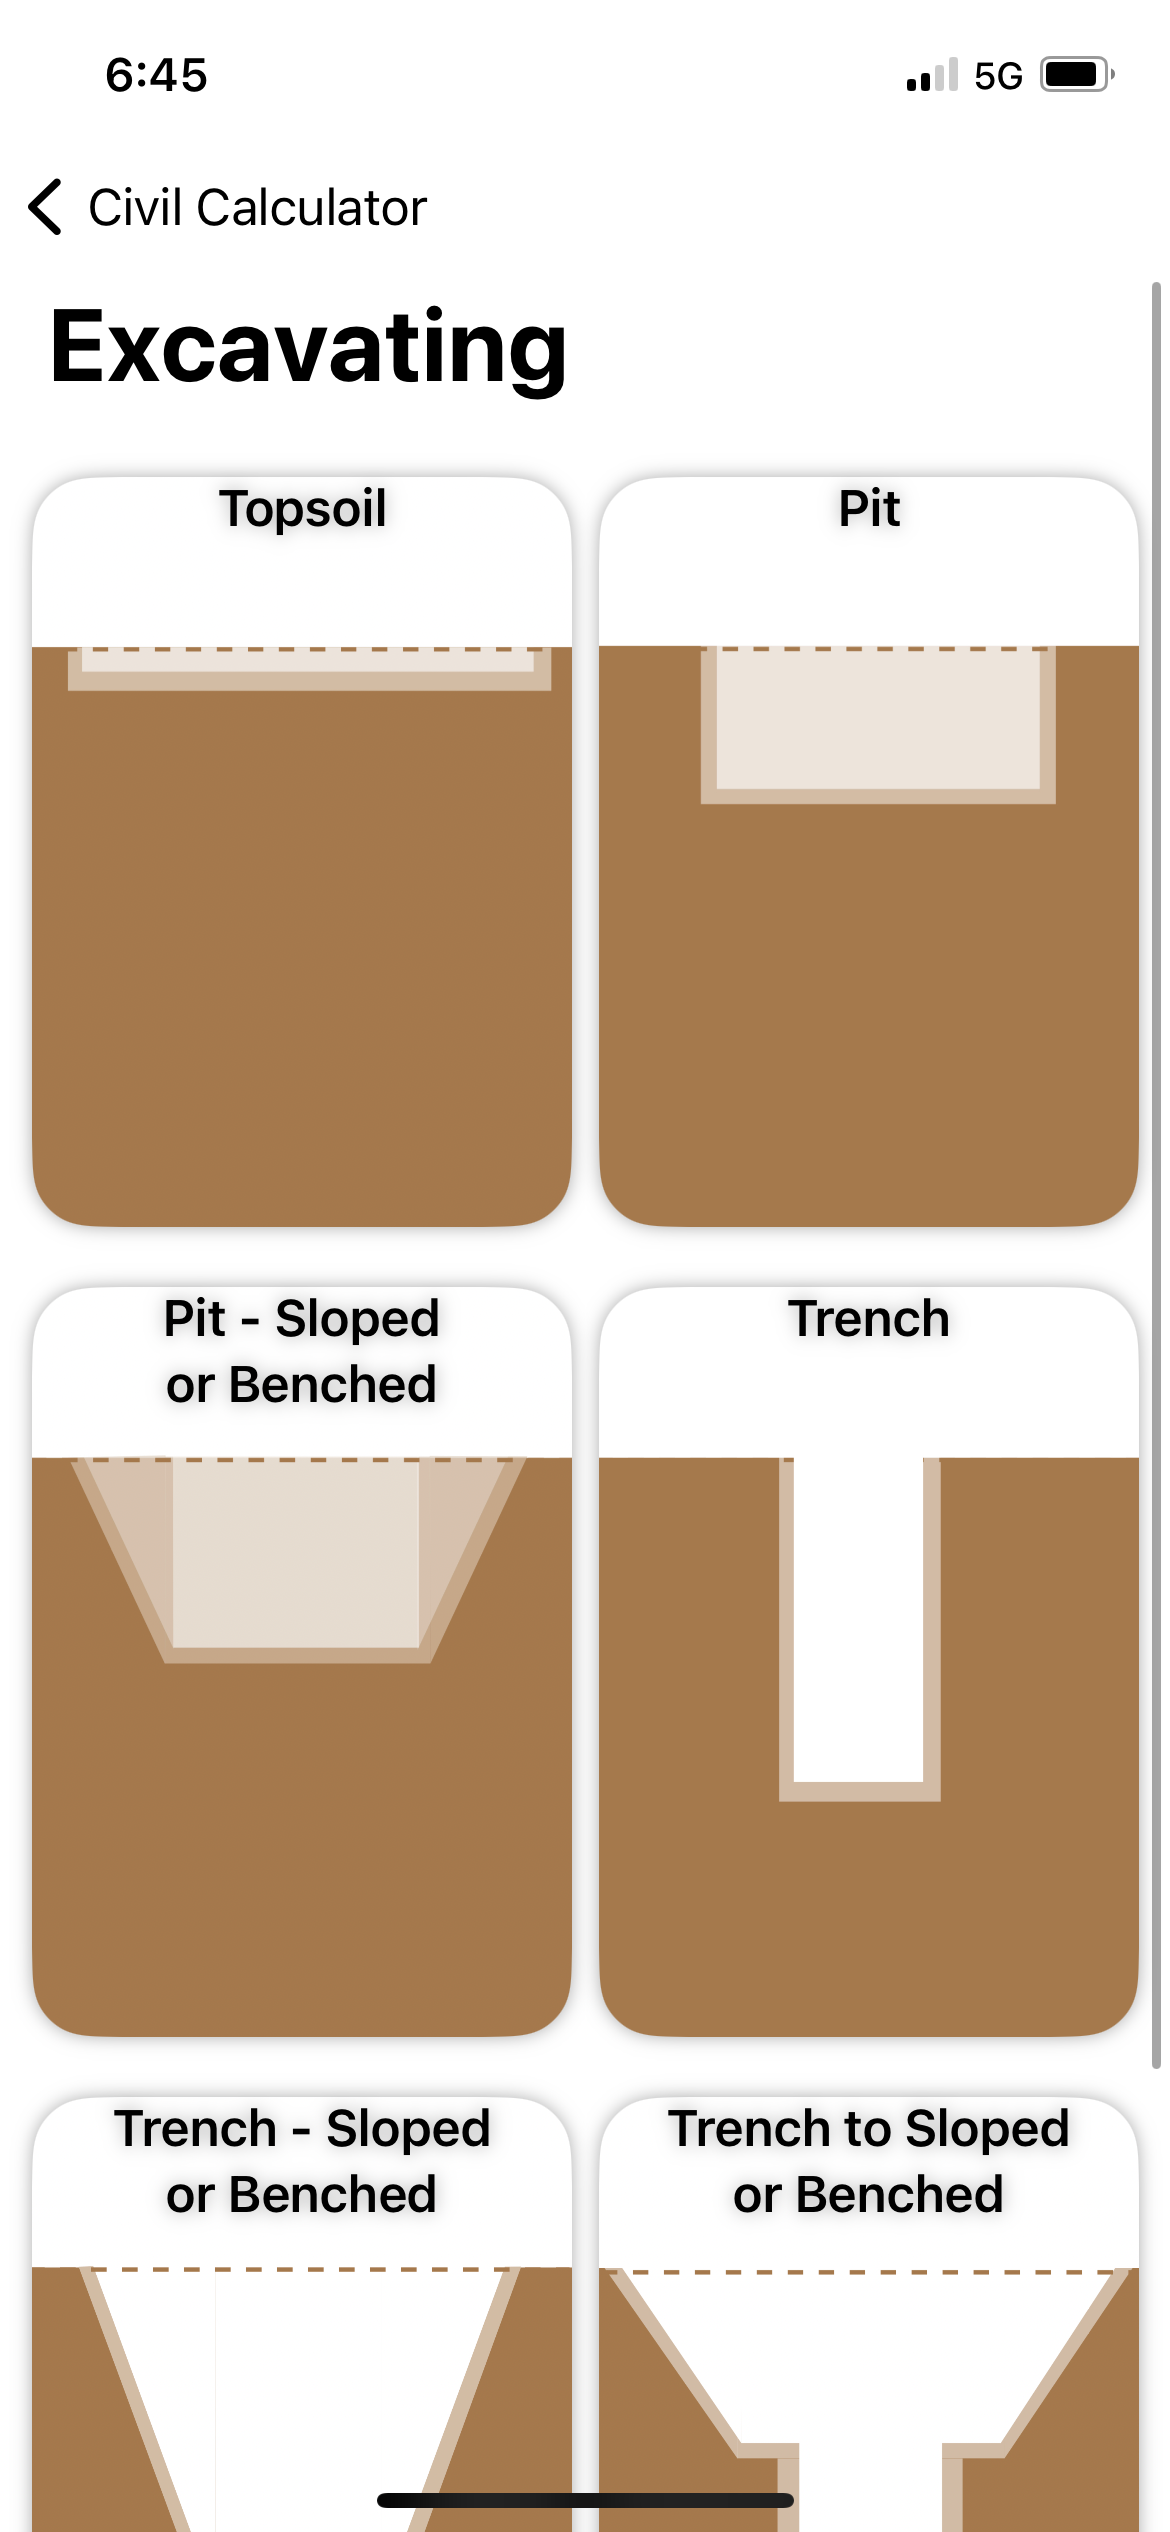 6:45
5G
Civil Calculator
Excavating
Topsoil
Pit
Pit - Sloped
or Benched
Trench
Trench - Sloped
or Benched
Trench to Sloped
or Benched